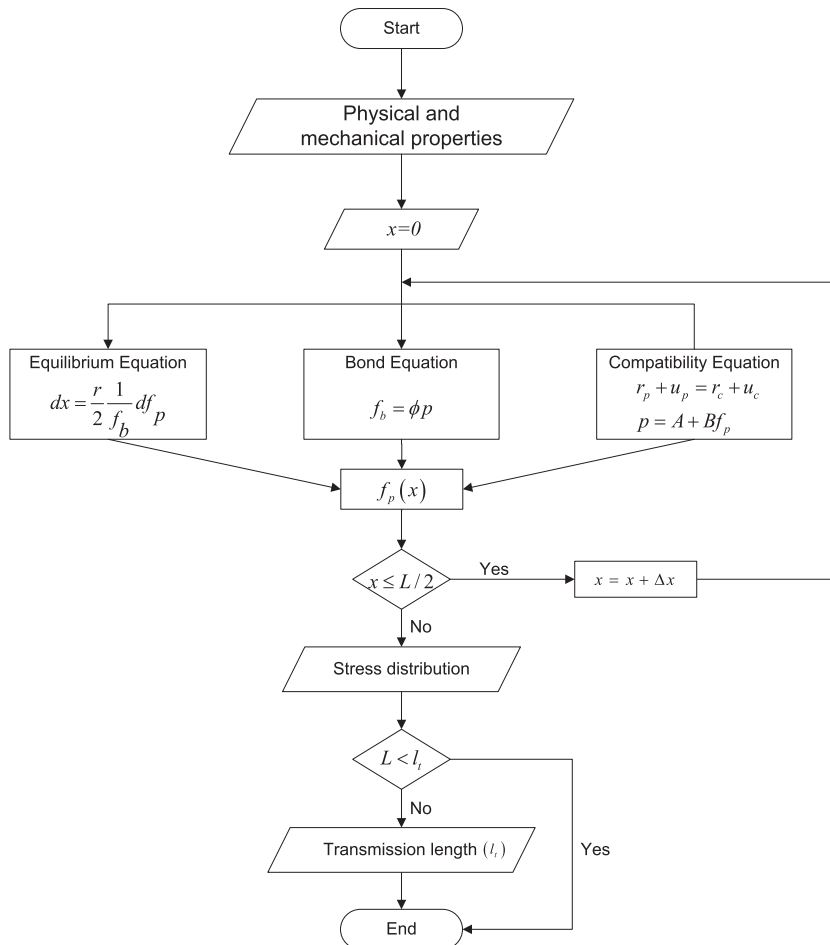 Start
Physical and
mechanical properties
x=0
Equilibrium Equation
dx = r/2 1/f_b df_p
Bond Equation
f_b = ϕp
Compatibility Equation
r_p + u_p = r_c + u_c
p = A + Bf_p
f_p(x)
x ≤ L / 2
Yes
x = x + Δx
No
Stress distribution
L < l_t
No
Yes
Transmission length (l_t)
End